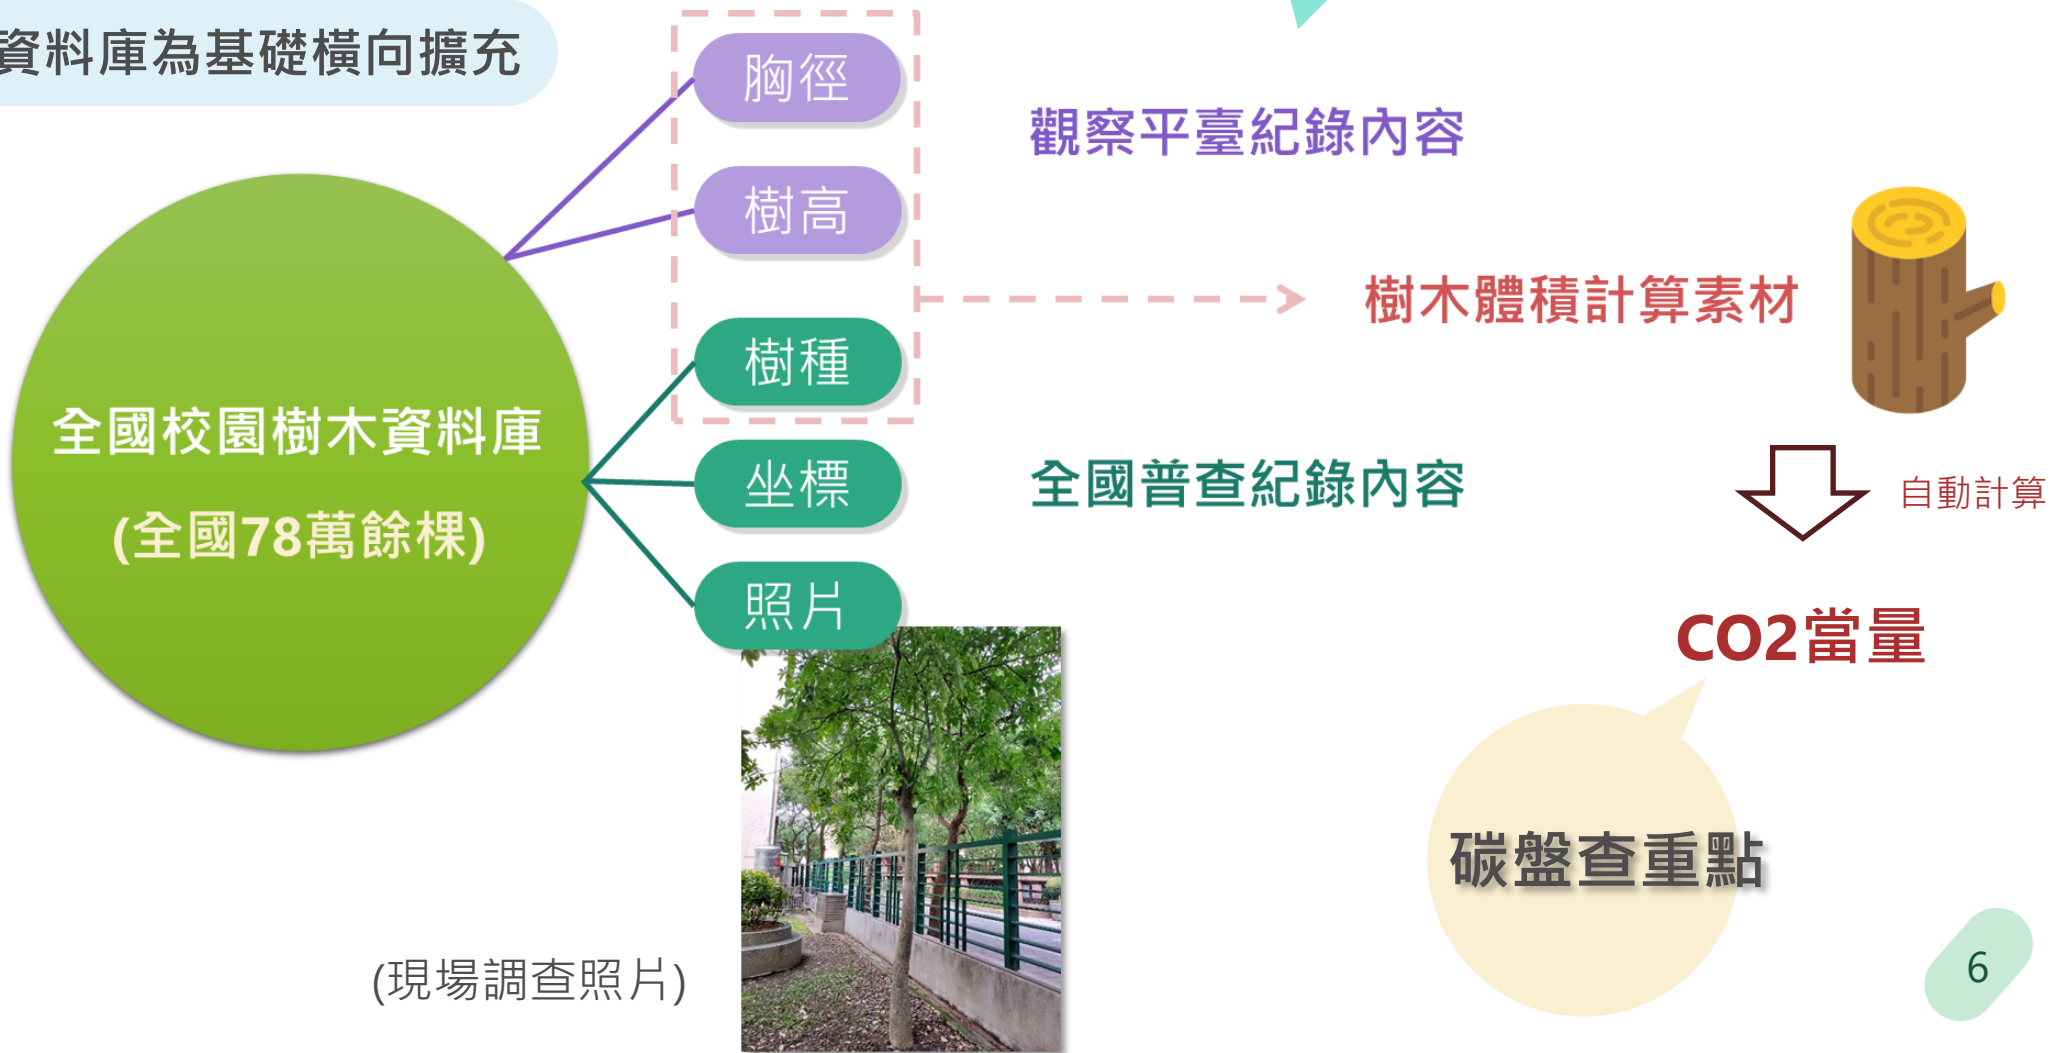 資料庫為基礎橫向擴充
胸徑
樹高
樹種
坐標
照片
觀察平臺紀錄內容
樹木體積計算素材
全國校園樹木資料庫
(全國78萬餘棵)
全國普查紀錄內容
自動計算
CO2當量
碳盤查重點
(現場調查照片)
6